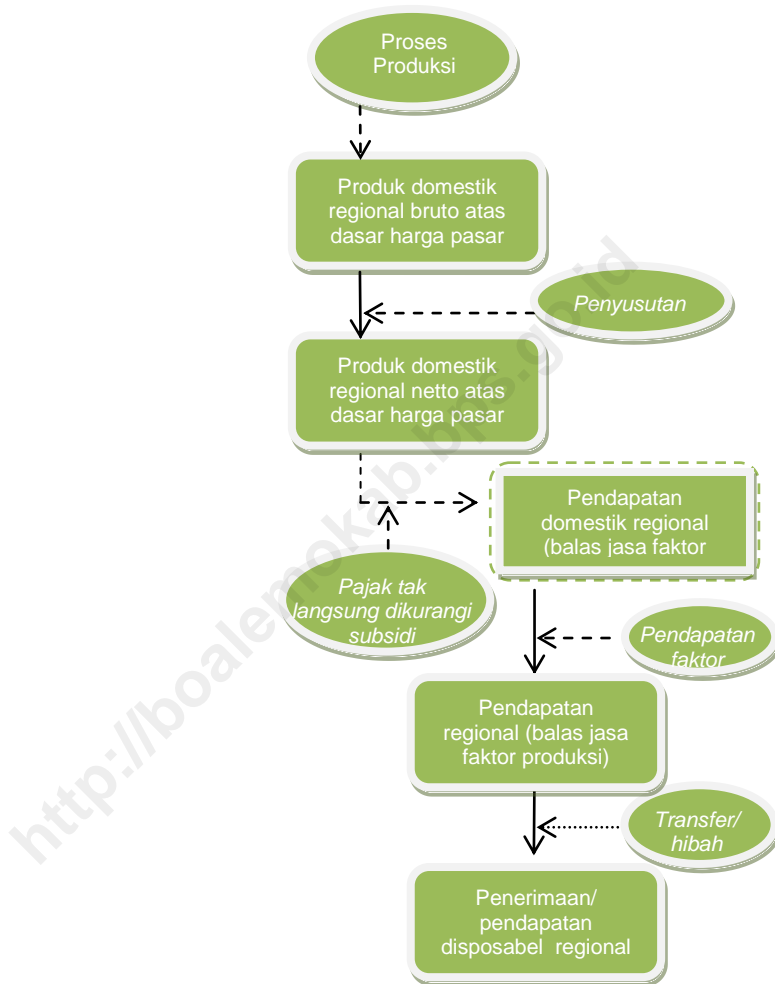 Proses
Produksi
Produk domestik
regional bruto atas
dasar harga pasar
Penyusutan
Produk domestik
regional netto atas
dasar harga pasar
Pendapatan
domestik regional
(balas jasa faktor
Pajak tak
langsung dikurangi
subsidi
Pendapatan
faktor
Pendapatan
regional (balas jasa
faktor produksi)
Transfer/
hibah
Penerimaan/
pendapatan
disposabel regional
http://boalemokab.bps.go.id